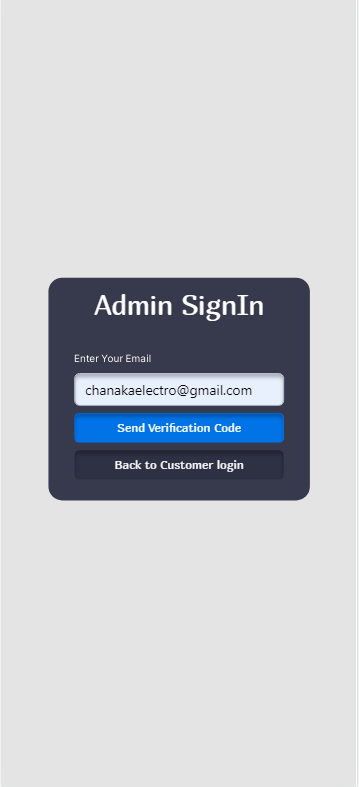 Admin SignIn
Enter Your Email
chanakaelectro@gmail.com
Send Verification Code
Back to Customer login